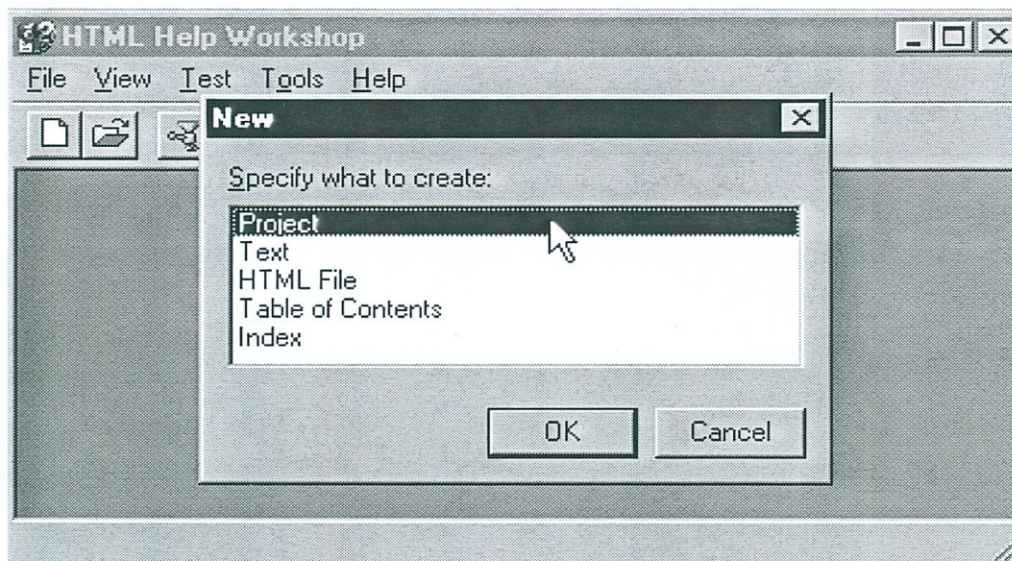 HTML Help Workshop
File View Test Tools Help
New
Specify what to create:
Project
Text
HTML File
Table of Contents
Index
OK Cancel